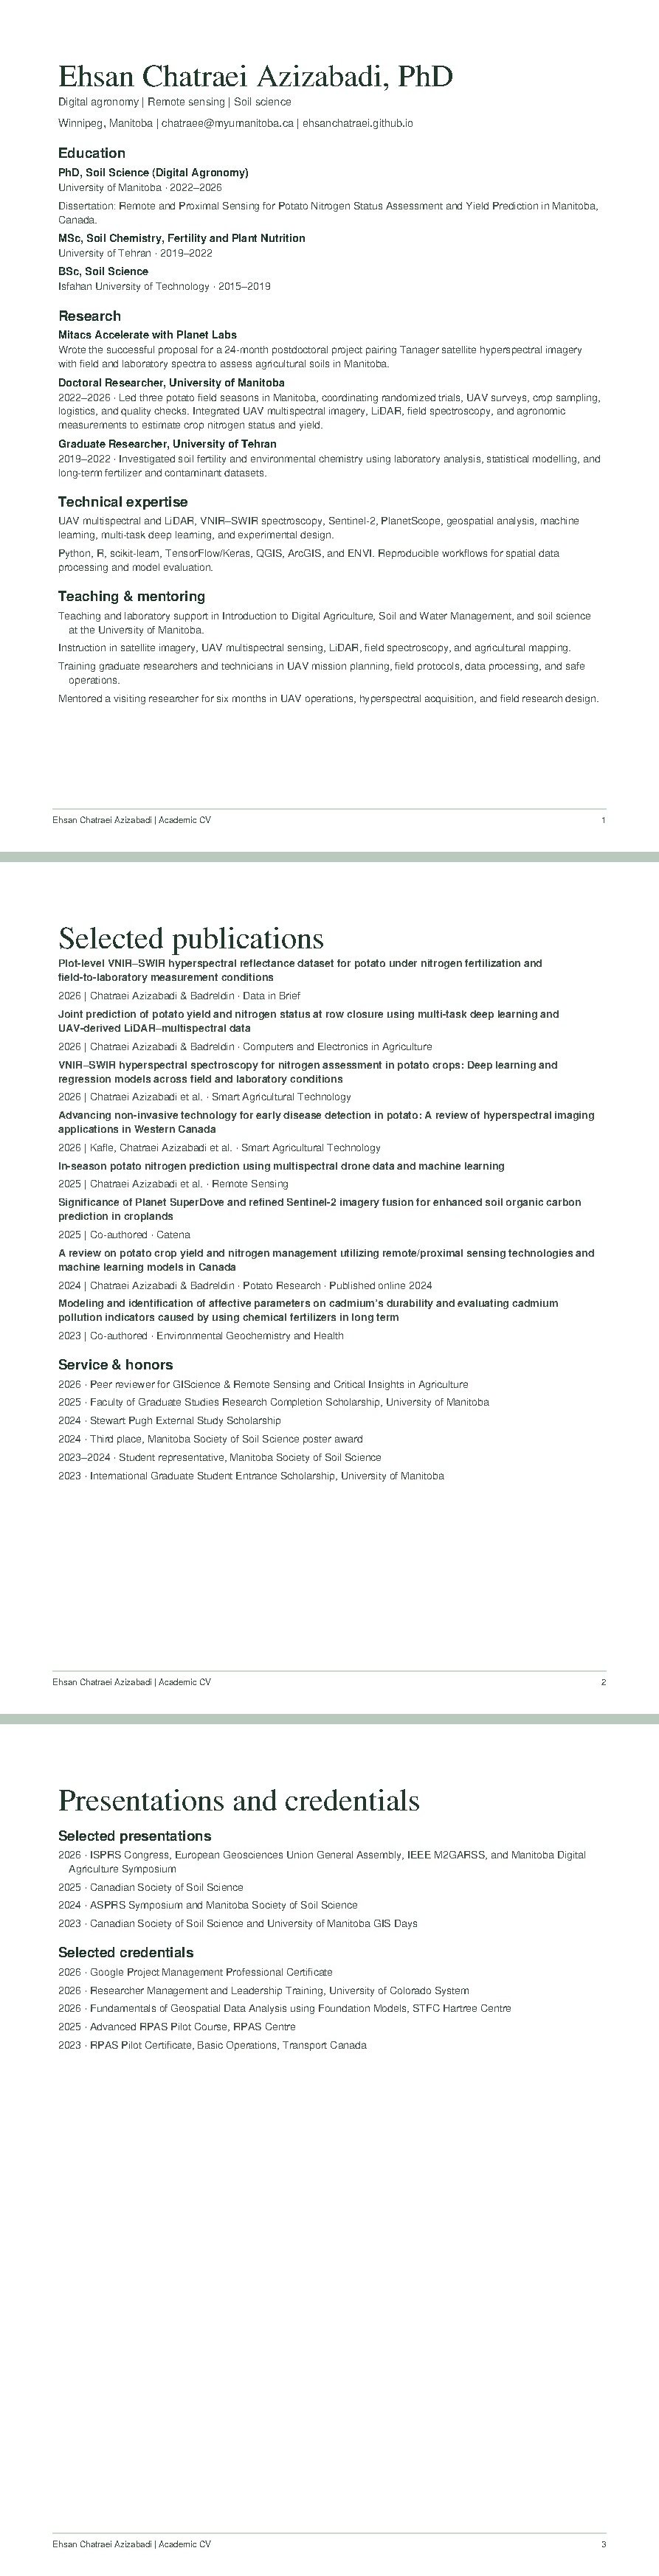 Ehsan Chatraei Azizabadi, PhD
Digital agronomy | Remote sensing | Soil science
Winnipeg, Manitoba | chatraee@myumanitoba.ca | ehsanchatraei.github.io
Education
PhD, Soil Science (Digital Agronomy)
University of Manitoba · 2022–2026
Dissertation: Remote and Proximal Sensing for Potato Nitrogen Status Assessment and Yield Prediction in Manitoba,
Canada.
MSc, Soil Chemistry, Fertility and Plant Nutrition
University of Tehran · 2019–2022
BSc, Soil Science
Isfahan University of Technology · 2015–2019
Research
Mitacs Accelerate with Planet Labs
Wrote the successful proposal for a 24-month postdoctoral project pairing Tanager satellite hyperspectral imagery
with field and laboratory spectra to assess agricultural soils in Manitoba.
Doctoral Researcher, University of Manitoba
2022–2026 · Led three potato field seasons in Manitoba, coordinating randomized trials, UAV surveys, crop sampling,
logistics, and quality checks. Integrated UAV multispectral imagery, LiDAR, field spectroscopy, and agronomic
measurements to estimate crop nitrogen status and yield.
Graduate Researcher, University of Tehran
2019–2022 · Investigated soil fertility and environmental chemistry using laboratory analysis, statistical modelling, and
long-term fertilizer and contaminant datasets.
Technical expertise
UAV multispectral and LiDAR, VNIR–SWIR spectroscopy, Sentinel-2, PlanetScope, geospatial analysis, machine
learning, multi-task deep learning, and experimental design.
Python, R, scikit-learn, TensorFlow/Keras, QGIS, ArcGIS, and ENVI. Reproducible workflows for spatial data
processing and model evaluation.
Teaching & mentoring
Teaching and laboratory support in Introduction to Digital Agriculture, Soil and Water Management, and soil science
at the University of Manitoba.
Instruction in satellite imagery, UAV multispectral sensing, LiDAR, field spectroscopy, and agricultural mapping.
Training graduate researchers and technicians in UAV mission planning, field protocols, data processing, and safe
operations.
Mentored a visiting researcher for six months in UAV operations, hyperspectral acquisition, and field research design.
Ehsan Chatraei Azizabadi | Academic CV
1
Selected publications
Plot-level VNIR–SWIR hyperspectral reflectance dataset for potato under nitrogen fertilization and
field-to-laboratory measurement conditions
2026 | Chatraei Azizabadi & Badreldin · Data in Brief
Joint prediction of potato yield and nitrogen status at row closure using multi-task deep learning and
UAV-derived LiDAR–multispectral data
2026 | Chatraei Azizabadi & Badreldin · Computers and Electronics in Agriculture
VNIR–SWIR hyperspectral spectroscopy for nitrogen assessment in potato crops: Deep learning and
regression models across field and laboratory conditions
2026 | Chatraei Azizabadi et al. · Smart Agricultural Technology
Advancing non-invasive technology for early disease detection in potato: A review of hyperspectral imaging
applications in Western Canada
2026 | Kafle, Chatraei Azizabadi et al. · Smart Agricultural Technology
In-season potato nitrogen prediction using multispectral drone data and machine learning
2025 | Chatraei Azizabadi et al. · Remote Sensing
Significance of Planet SuperDove and refined Sentinel-2 imagery fusion for enhanced soil organic carbon
prediction in croplands
2025 | Co-authored · Catena
A review on potato crop yield and nitrogen management utilizing remote/proximal sensing technologies and
machine learning models in Canada
2024 | Chatraei Azizabadi & Badreldin · Potato Research · Published online 2024
Modeling and identification of affective parameters on cadmium's durability and evaluating cadmium
pollution indicators caused by using chemical fertilizers in long term
2023 | Co-authored · Environmental Geochemistry and Health
Service & honors
2026 · Peer reviewer for GIScience & Remote Sensing and Critical Insights in Agriculture
2025 · Faculty of Graduate Studies Research Completion Scholarship, University of Manitoba
2024 · Stewart Pugh External Study Scholarship
2024 · Third place, Manitoba Society of Soil Science poster award
2023–2024 · Student representative, Manitoba Society of Soil Science
2023 · International Graduate Student Entrance Scholarship, University of Manitoba
Ehsan Chatraei Azizabadi | Academic CV
2
Presentations and credentials
Selected presentations
2026 · ISPRS Congress, European Geosciences Union General Assembly, IEEE M2GARSS, and Manitoba Digital
Agriculture Symposium
2025 · Canadian Society of Soil Science
2024 · ASPRS Symposium and Manitoba Society of Soil Science
2023 · Canadian Society of Soil Science and University of Manitoba GIS Days
Selected credentials
2026 · Google Project Management Professional Certificate
2026 · Researcher Management and Leadership Training, University of Colorado System
2026 · Fundamentals of Geospatial Data Analysis using Foundation Models, STFC Hartree Centre
2025 · Advanced RPAS Pilot Course, RPAS Centre
2023 · RPAS Pilot Certificate, Basic Operations, Transport Canada
Ehsan Chatraei Azizabadi | Academic CV
3